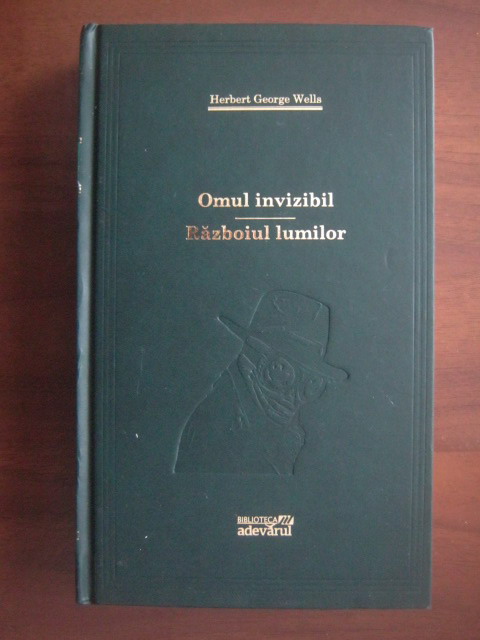 Herbert George Wells
Omul invizibil
Războiul lumilor
BIBLIOTECA
adevărul